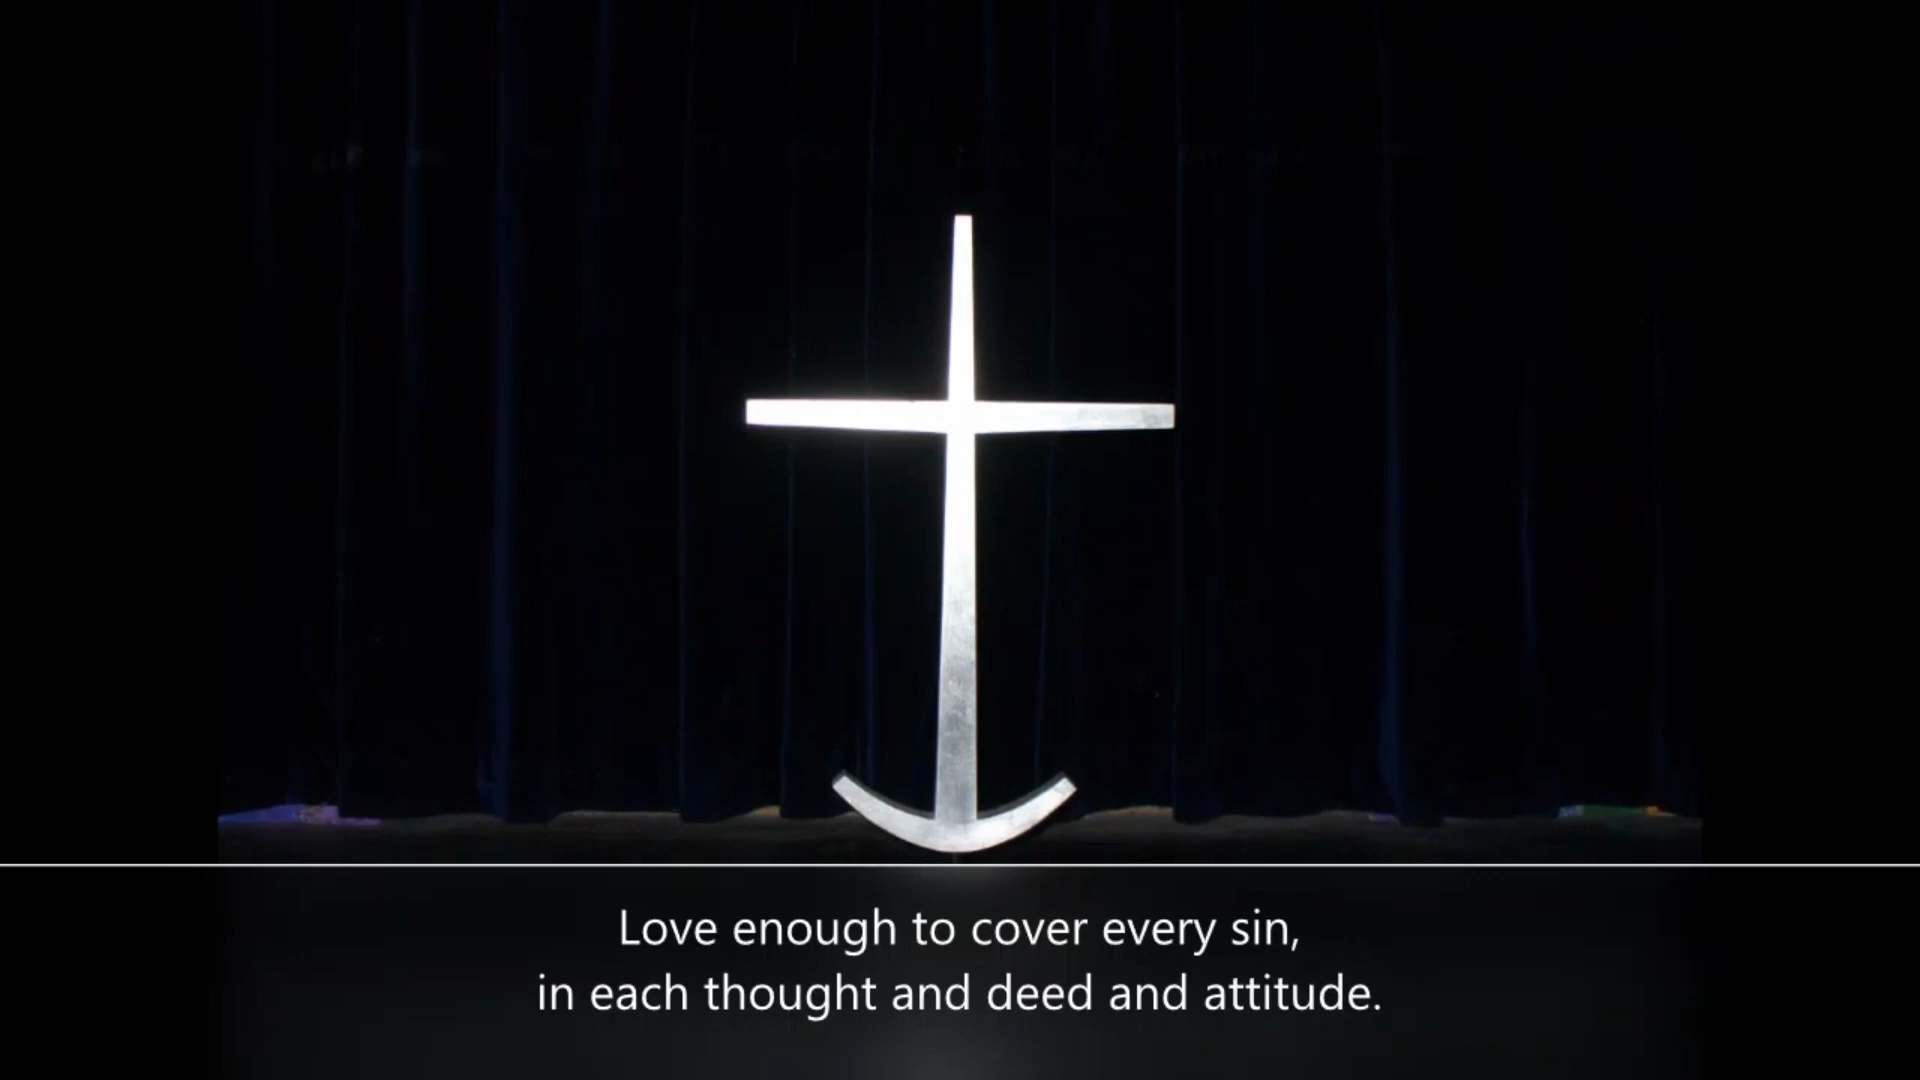 Love enough to cover every sin,
in each thought and deed and attitude.